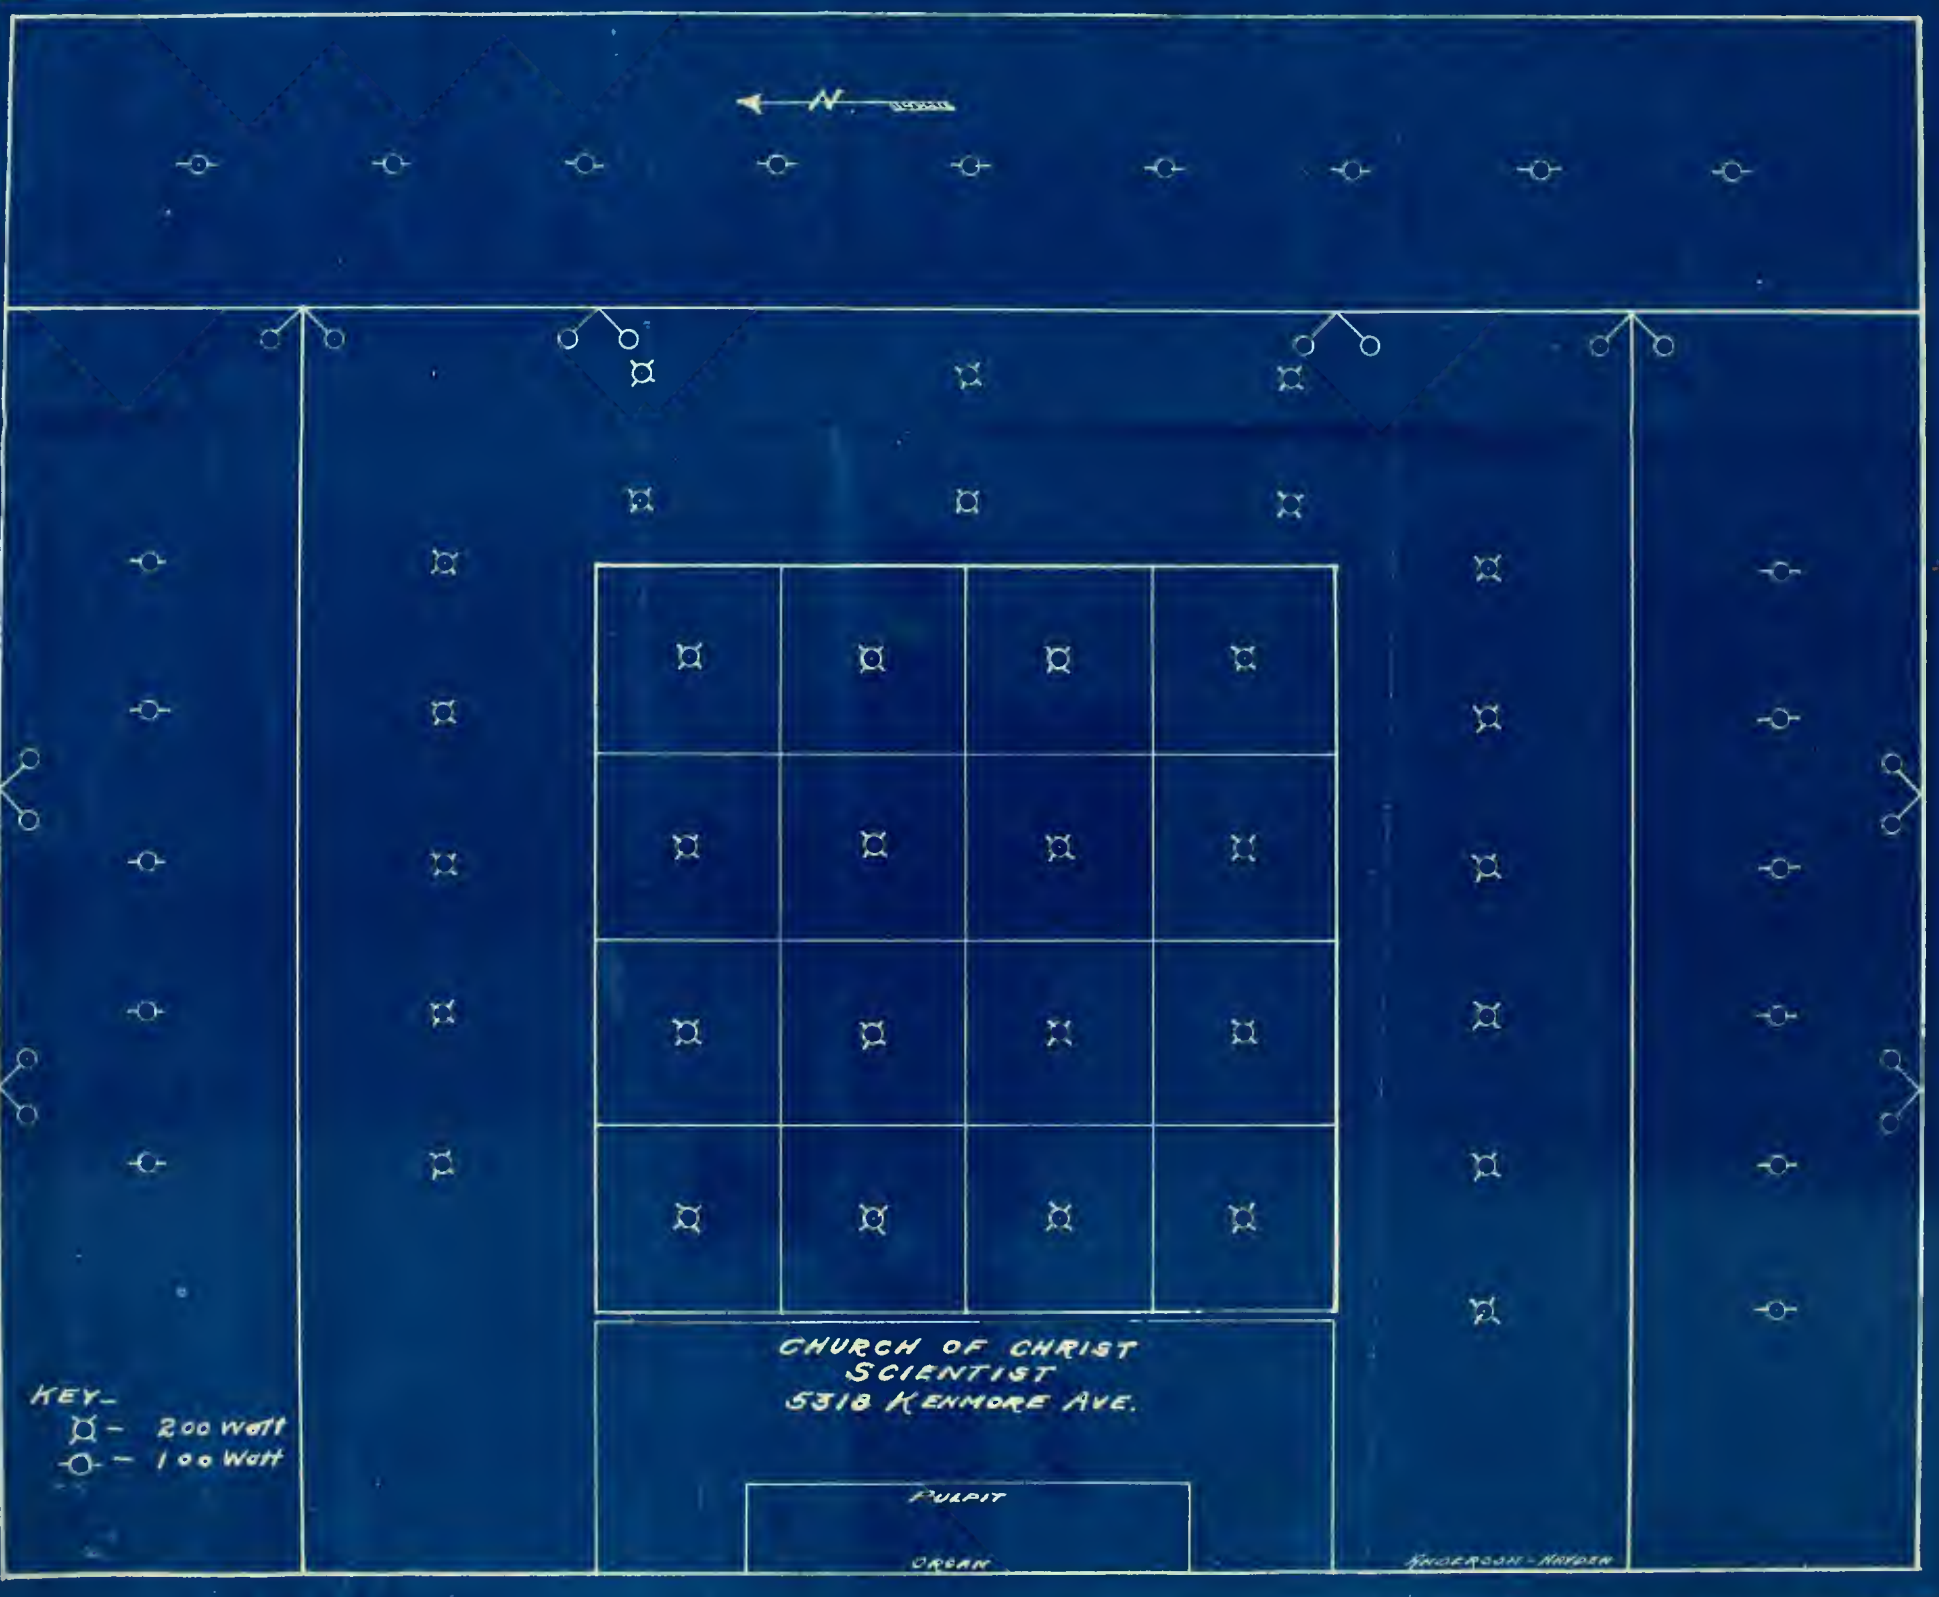 N
CHURCH OF CHRIST
SCIENTIST
5318 KENMORE AVE.
KEY-
- 200 Watt
- 100 Watt
PULPIT
ORGAN
ANDERSON-HAYDEN